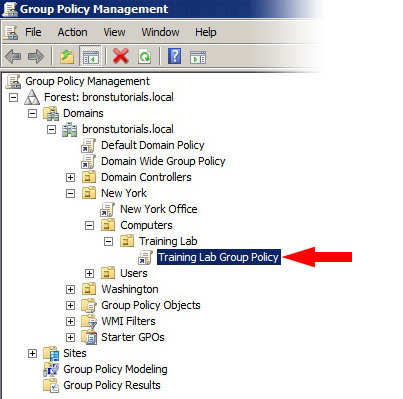 Group Policy Management
File Action View Window Help
Group Policy Management
Forest: bronstutorials.local
Domains
bronstutorials.local
Default Domain Policy
Domain Wide Group Policy
Domain Controllers
New York
New York Office
Computers
Training Lab
Training Lab Group Policy
Users
Washington
Group Policy Objects
WMI Filters
Starter GPOs
Sites
Group Policy Modeling
Group Policy Results